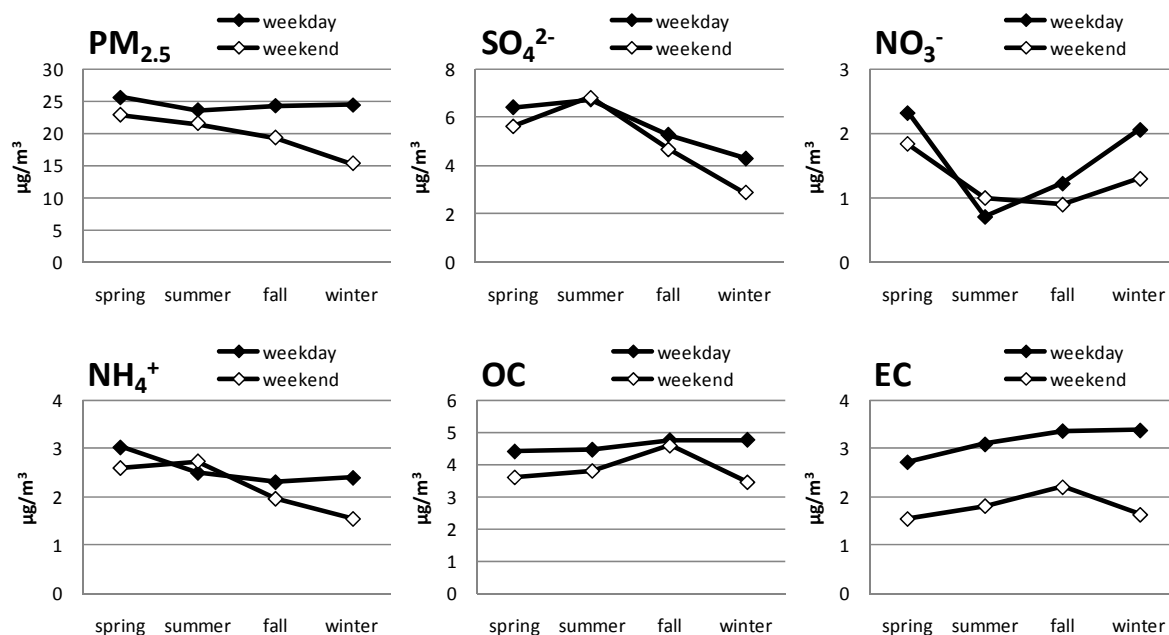 PM2.5
weekday
weekend
µg/m³
30
25
20
15
10
5
0
spring summer fall winter
SO4²⁻
weekday
weekend
µg/m³
8
6
4
2
0
spring summer fall winter
NO3⁻
weekday
weekend
µg/m³
3
2
1
0
spring summer fall winter
NH4⁺
weekday
weekend
µg/m³
4
3
2
1
0
spring summer fall winter
OC
weekday
weekend
µg/m³
6
5
4
3
2
1
0
spring summer fall winter
EC
weekday
weekend
µg/m³
4
3
2
1
0
spring summer fall winter